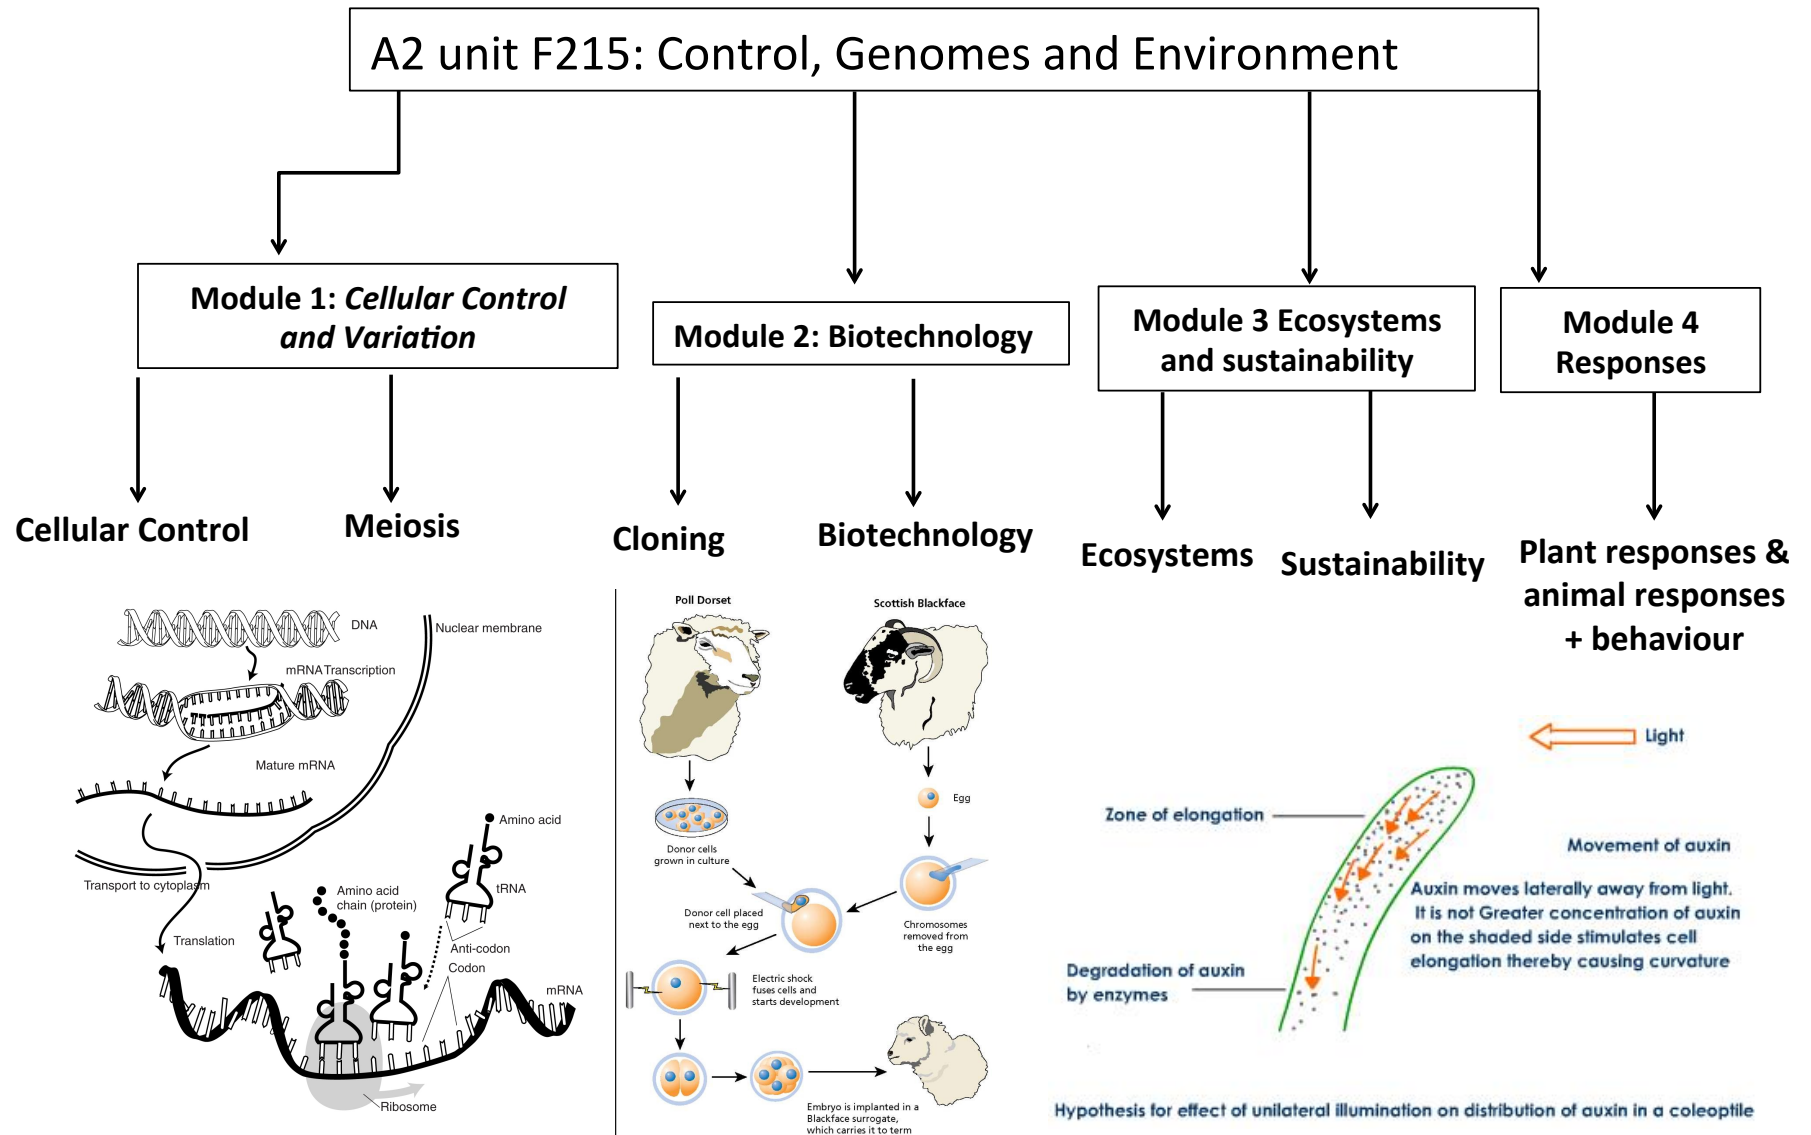 A2 unit F215: Control, Genomes and Environment
Module 1: Cellular Control
and Variation
Module 2: Biotechnology
Module 3 Ecosystems
and sustainability
Module 4
Responses
Cellular Control
Meiosis
Cloning
Biotechnology
Ecosystems
Sustainability
Plant responses &
animal responses
+ behaviour
DNA
Nuclear membrane
mRNA Transcription
Mature mRNA
Amino acid
Transport to cytoplasm
Amino acid
chain (protein)
tRNA
Translation
Anti-codon
Codon
mRNA
Ribosome
Poll Dorset
Scottish Blackface
Egg
Donor cells
grown in culture
Donor cell placed
next to the egg
Chromosomes
removed from
the egg
Electric shock
fuses cells and
starts development
Embryo is implanted in a
Blackface surrogate,
which carries it to term
Light
Zone of elongation
Movement of auxin
Auxin moves laterally away from light.
It is not Greater concentration of auxin
on the shaded side stimulates cell
elongation thereby causing curvature
Degradation of auxin
by enzymes
Hypothesis for effect of unilateral illumination on distribution of auxin in a coleoptile